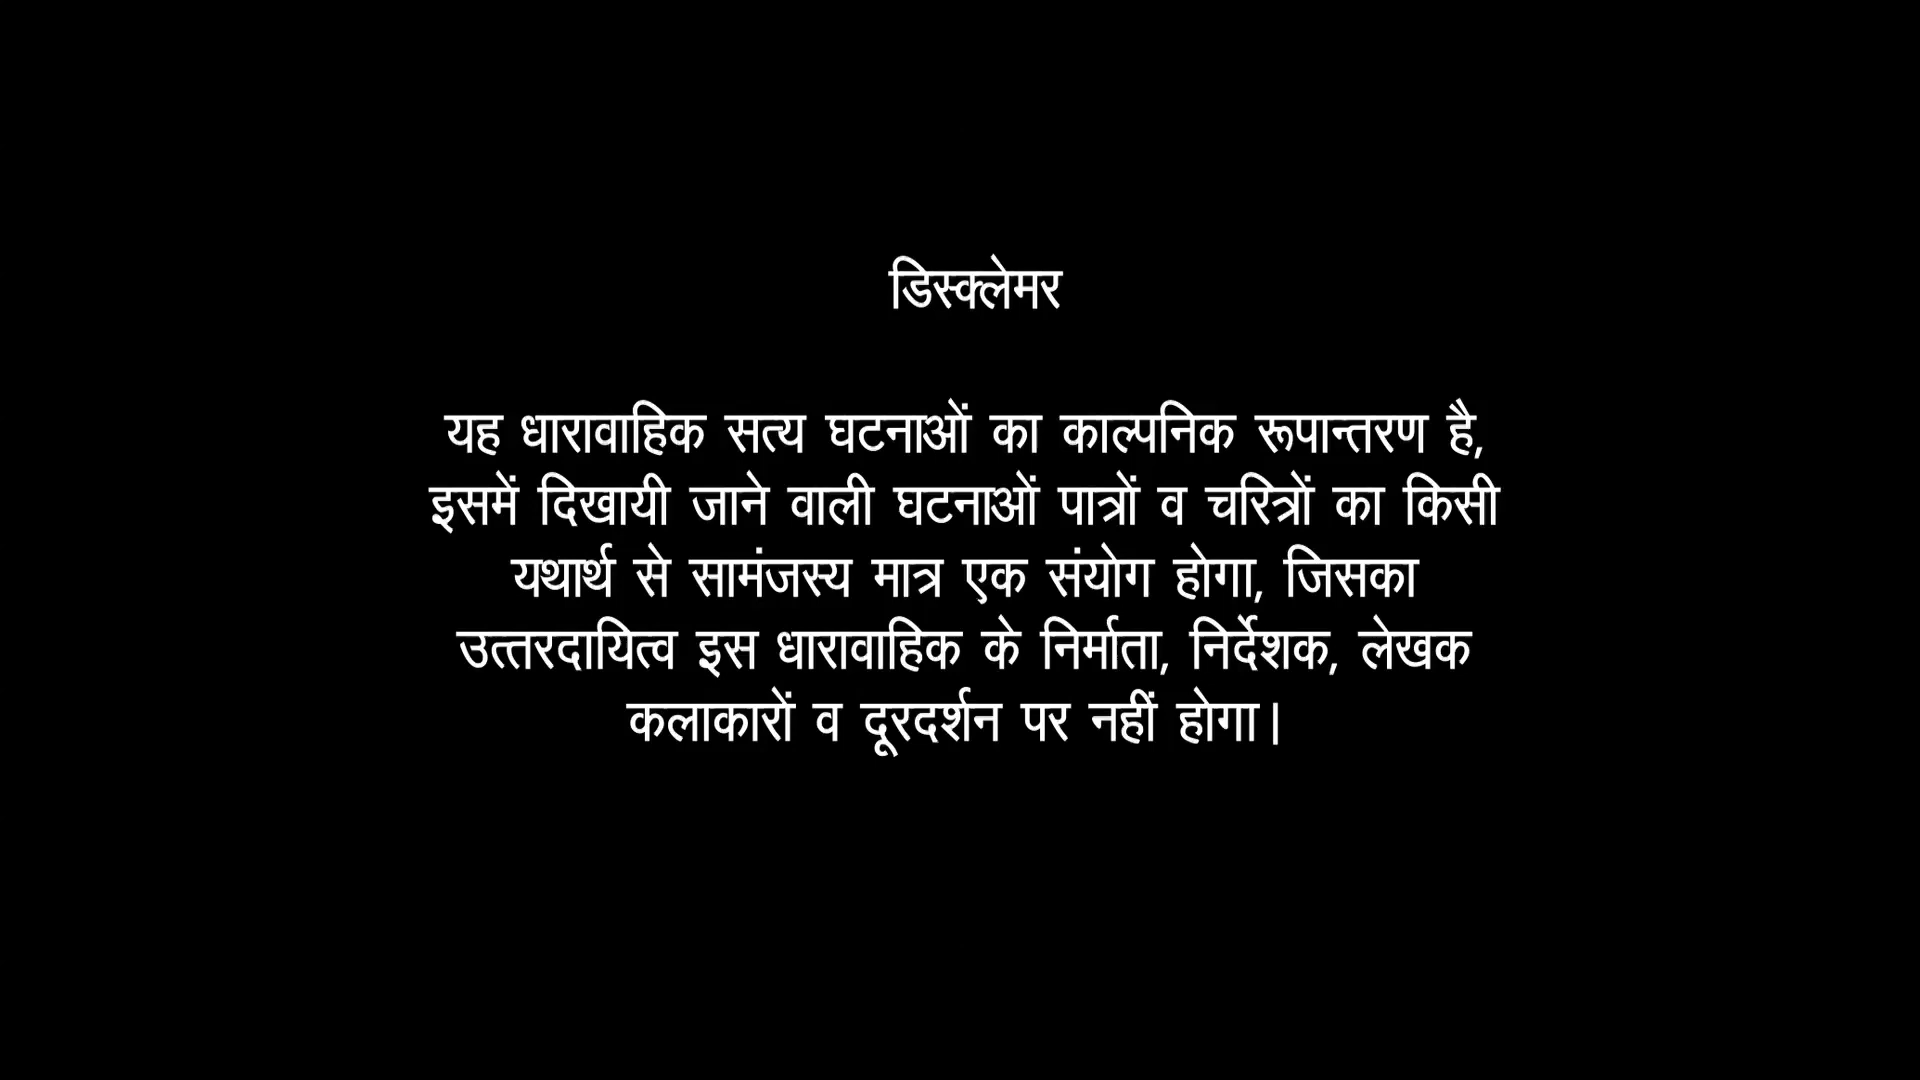 डिस्क्लेमर
यह धारावाहिक सत्य घटनाओं का काल्पनिक रूपान्तरण है,
इसमें दिखायी जाने वाली घटनाओं पात्रों व चरित्रों का किसी
यथार्थ से सामंजस्य मात्र एक संयोग होगा, जिसका
उत्तरदायित्व इस धारावाहिक के निर्माता, निर्देशक, लेखक
कलाकारों व दूरदर्शन पर नहीं होगा।